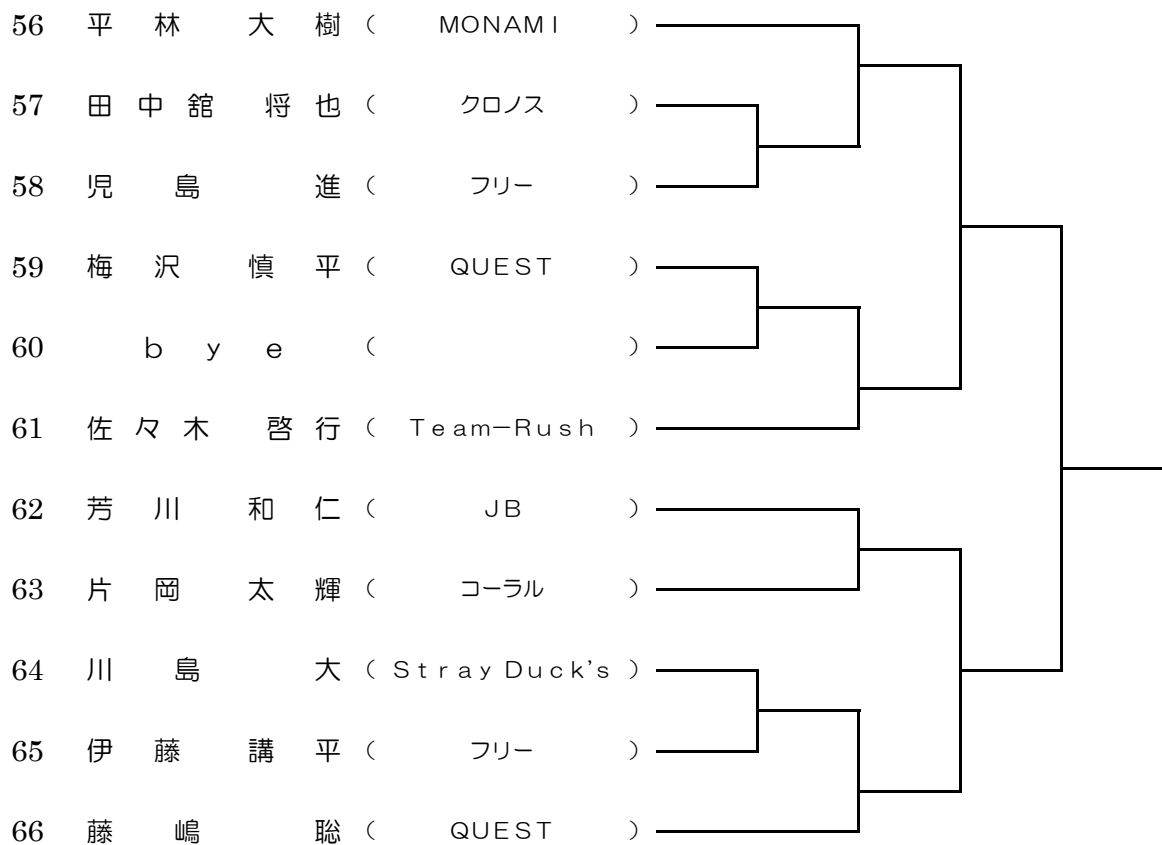 56 平林 大樹 ( MONAMI )
57 田中舘 将也 ( クロノス )
58 児島 進 ( フリー )
59 梅沢 慎平 ( QUEST )
60 bye ( )
61 佐々木 啓行 ( Team-Rush )
62 芳川 和仁 ( JB )
63 片岡 太輝 ( コーラル )
64 川島 大 ( Stray Duck's )
65 伊藤 講平 ( フリー )
66 藤嶋 聡 ( QUEST )